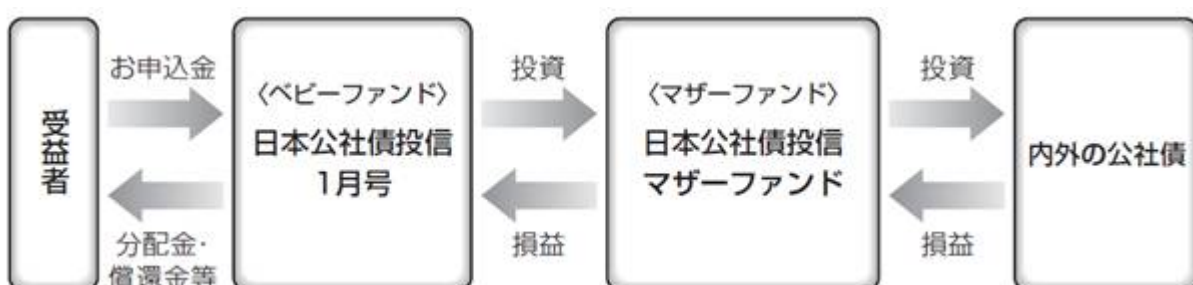 受益者
お申込金
分配金・
償還金等
〈ベビーファンド〉
日本公社債投信
1月号
投資
損益
〈マザーファンド〉
日本公社債投信
マザーファンド
投資
損益
内外の公社債